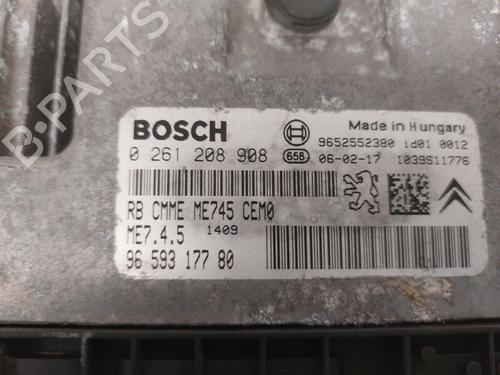 B-PARTS
BOSCH
Made in Hungary
0 261 208 908
658
9652552380 id01 0012
06-02-17 1039S11776
RB CMME ME745 CEM0
ME7.4.5 1409
96 593 177 80